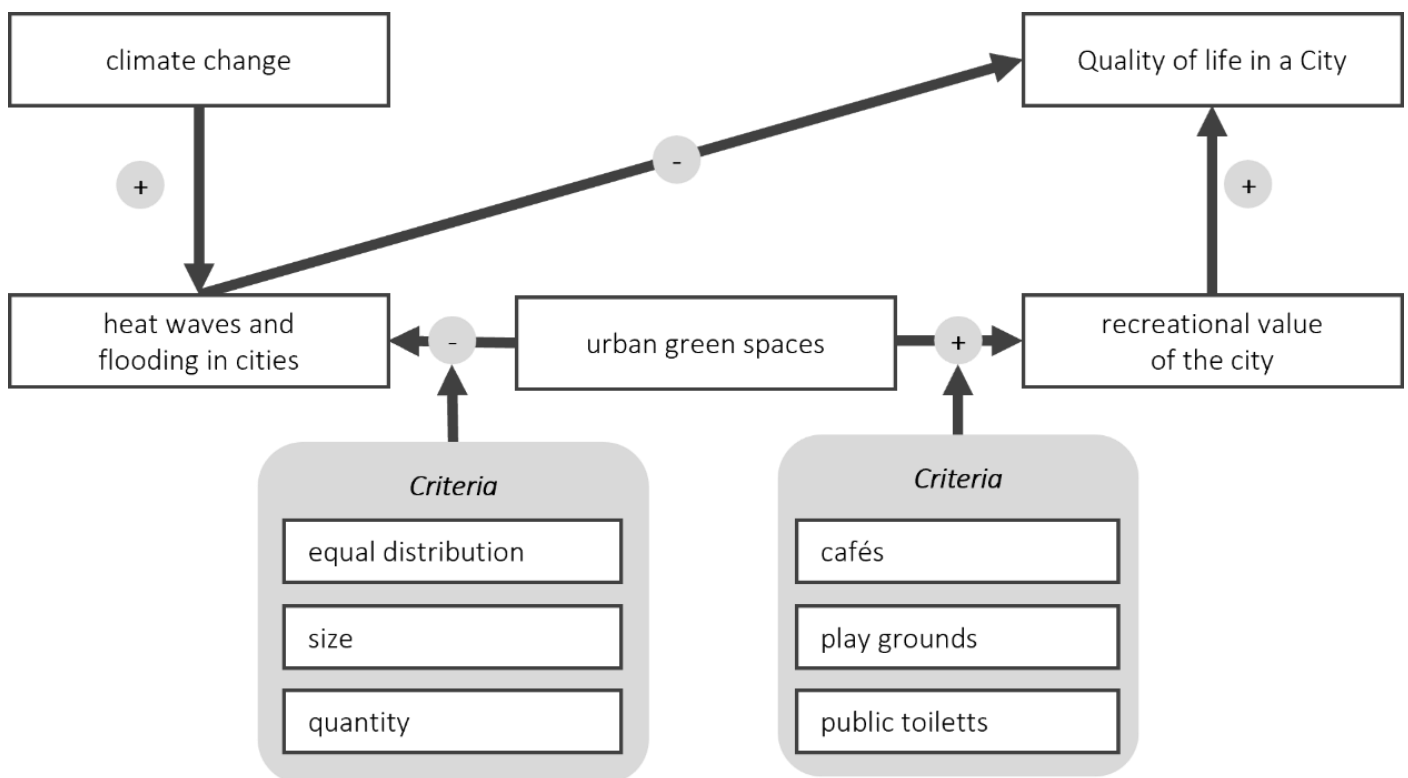 climate change
Quality of life in a City
+
-
+
heat waves and
flooding in cities
-
urban green spaces
+
recreational value
of the city
Criteria
equal distribution
size
quantity
Criteria
cafés
play grounds
public toiletts